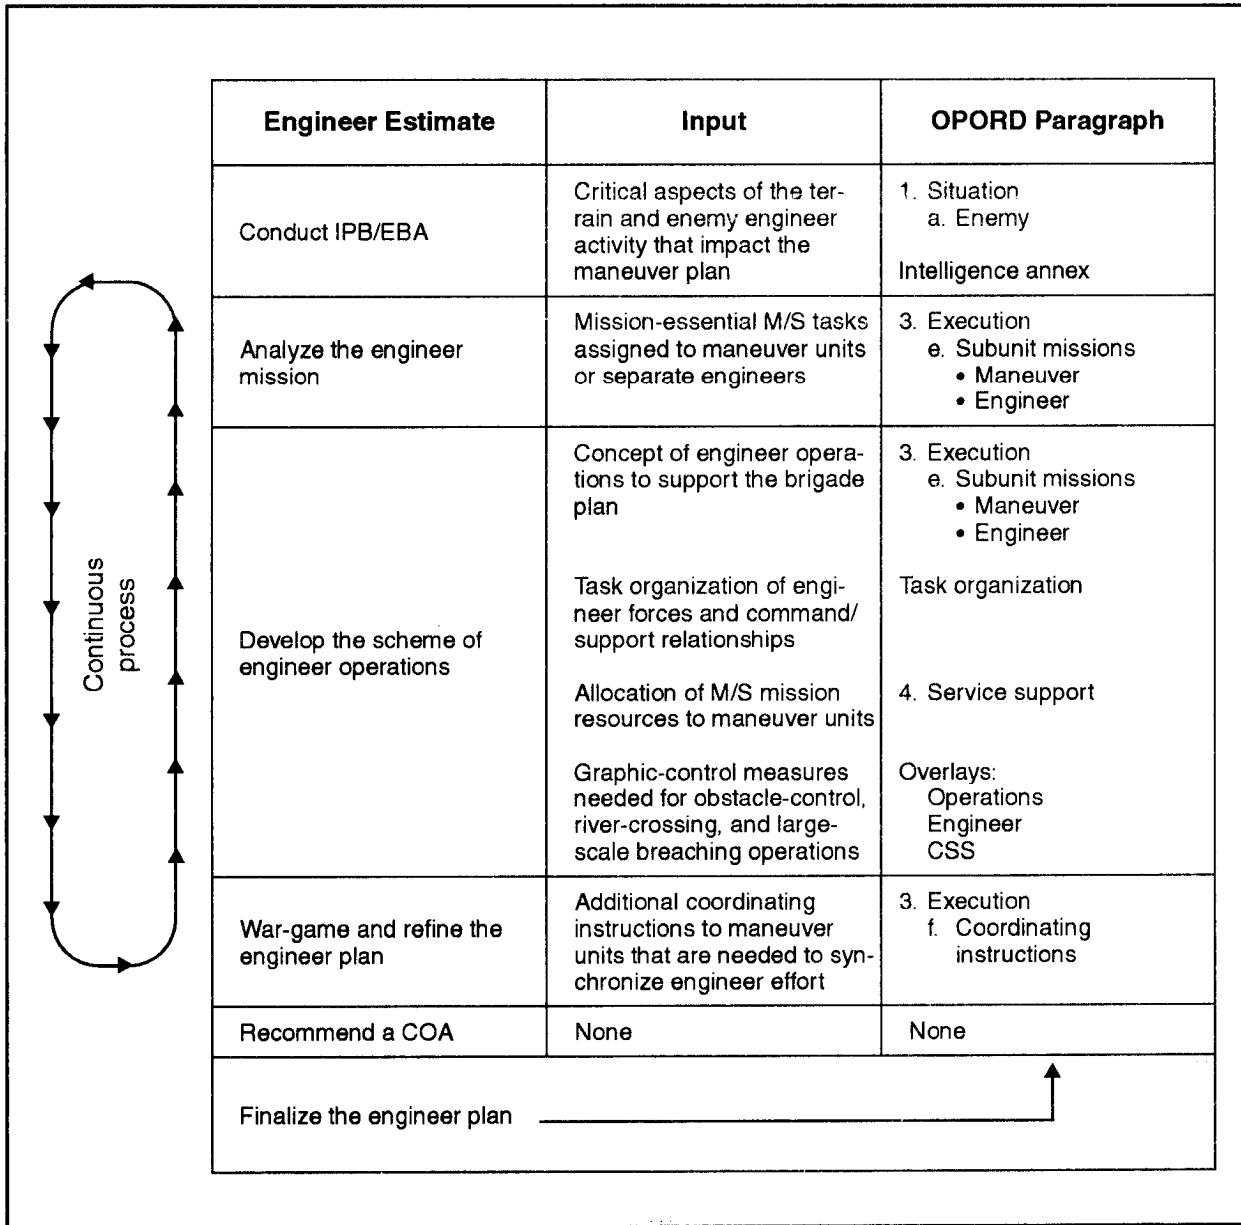 Engineer Estimate
Input
OPORD Paragraph
Conduct IPB/EBA
Critical aspects of the ter-
rain and enemy engineer
activity that impact the
maneuver plan
1. Situation
a. Enemy
Intelligence annex
Analyze the engineer
mission
Mission-essential M/S tasks
assigned to maneuver units
or separate engineers
3. Execution
e. Subunit missions
• Maneuver
• Engineer
Continuous
process
Develop the scheme of
engineer operations
Concept of engineer opera-
tions to support the brigade
plan
3. Execution
e. Subunit missions
• Maneuver
• Engineer
Task organization of engi-
neer forces and command/
support relationships
Task organization
Allocation of M/S mission
resources to maneuver units
4. Service support
Graphic-control measures
needed for obstacle-control,
river-crossing, and large-
scale breaching operations
Overlays:
Operations
Engineer
CSS
War-game and refine the
engineer plan
Additional coordinating
instructions to maneuver
units that are needed to syn-
chronize engineer effort
3. Execution
f. Coordinating
instructions
Recommend a COA
None
None
Finalize the engineer plan